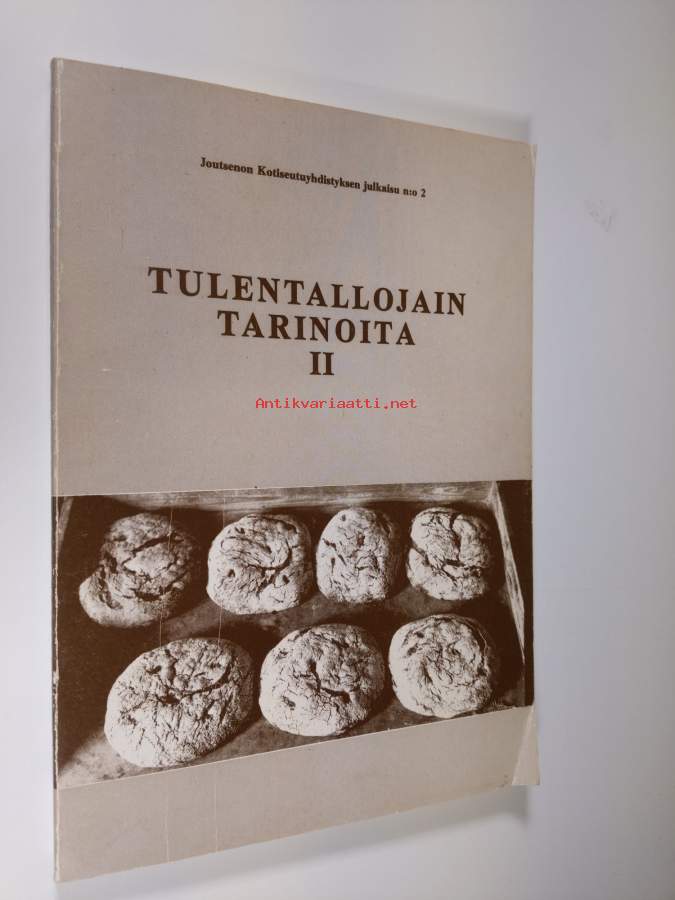 Joutsenon Kotiseutuyhdistyksen julkaisu n:o 2
TULENTALLOJAIN
TARINOITA
II
Antikvariaatti.net